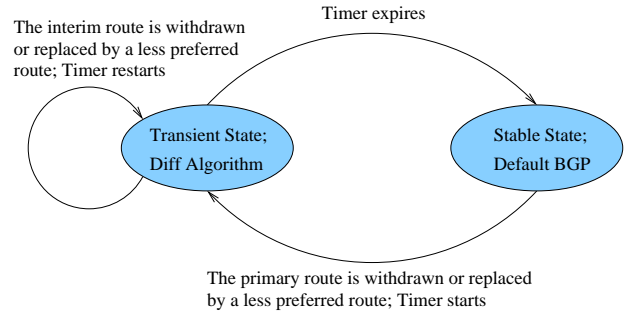 Timer expires
The interim route is withdrawn
or replaced by a less preferred
route; Timer restarts
Transient State;
Diff Algorithm
Stable State;
Default BGP
The primary route is withdrawn or replaced
by a less preferred route; Timer starts